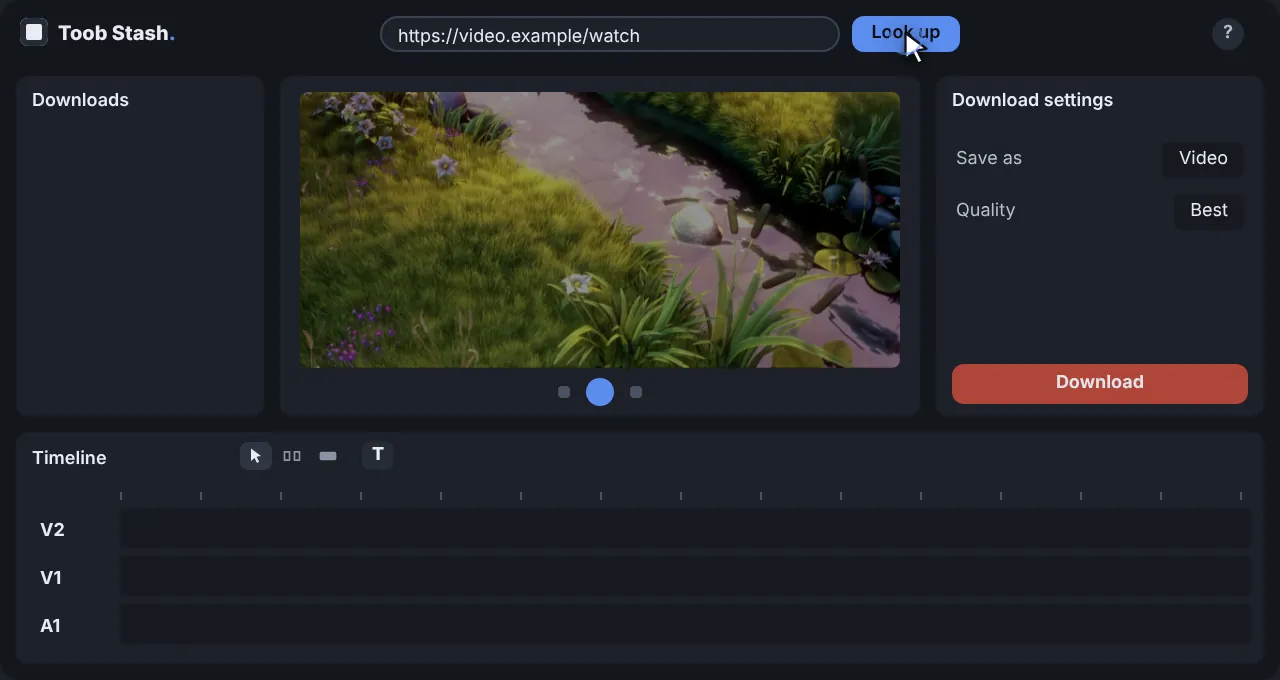 Toob Stash.
https://video.example/watch
Look up
?
Downloads
Download settings
Save as
Video
Quality
Best
Download
Timeline
T
V2
V1
A1